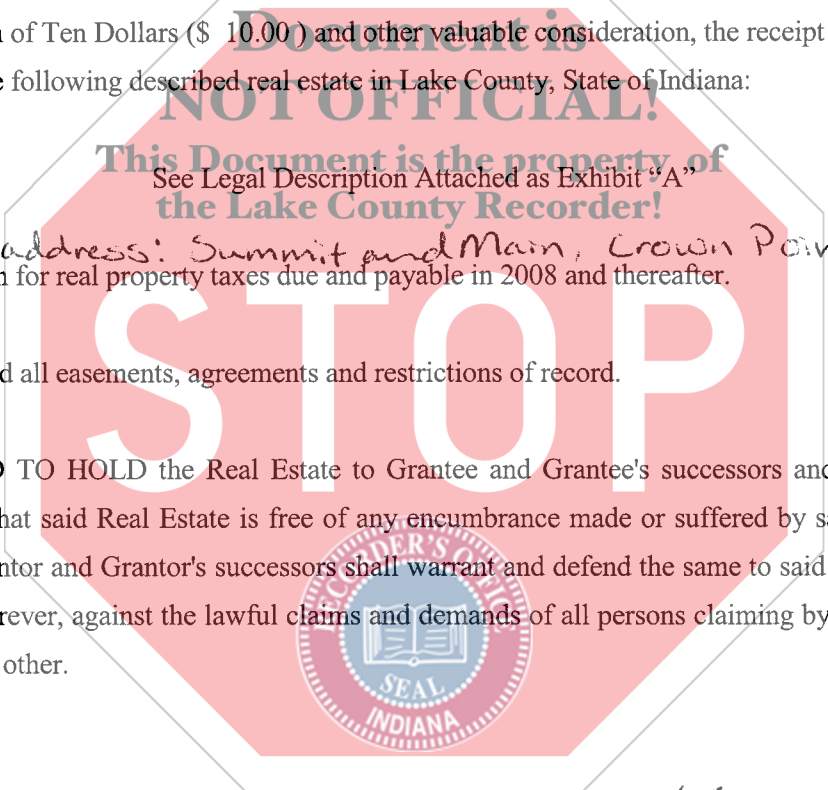 of Ten Dollars ($ 10.00 ) and other valuable consideration, the receipt
Document is
following described real estate in Lake County, State of Indiana:
NOT OFFICIAL!
This Document is the property of
See Legal Description Attached as Exhibit “A”
the Lake County Recorder!
address: Summit and Main, Crown
for real property taxes due and payable in 2008 and thereafter.
STOP
all easements, agreements and restrictions of record.
TO HOLD the Real Estate to Grantee and Grantee's successors
said Real Estate is free of any encumbrance made or suffered by
and Grantor's successors shall warrant and defend the same to said
against the lawful claims and demands of all persons claiming by
other.
RECORDER'S OFFICE
SEAL
INDIANA